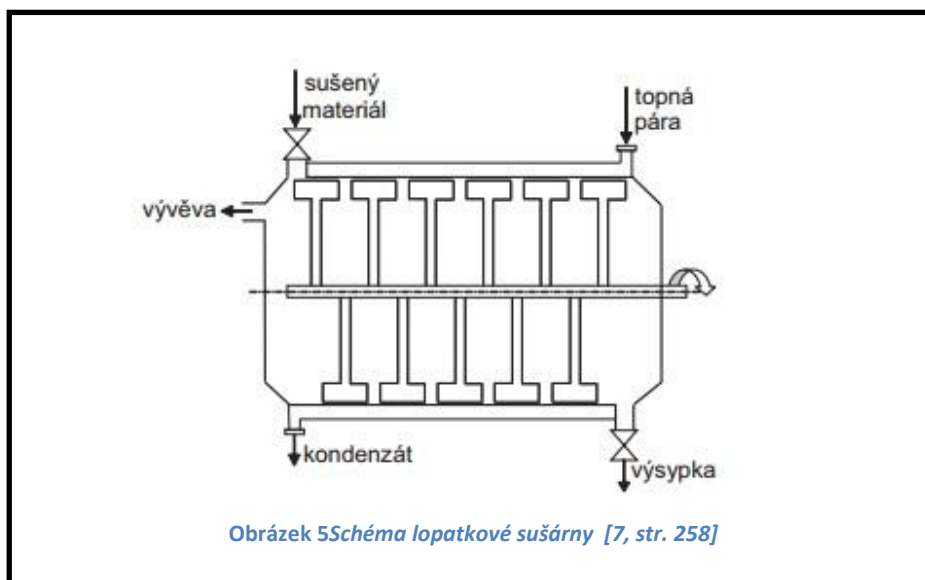 sušený
materiál
topná
pára
vývěva
kondenzát
výsypka
Obrázek 5Schéma lopatkové sušárny [7, str. 258]